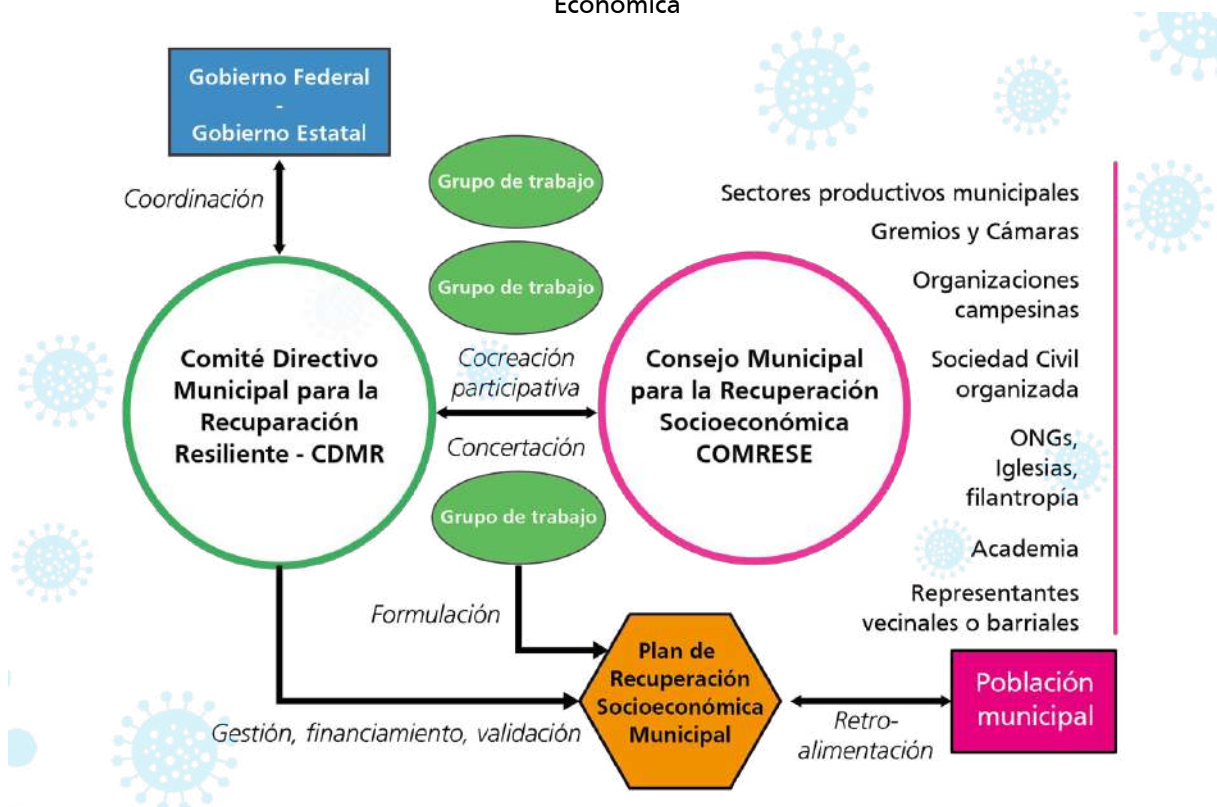 Económica
Gobierno Federal
-
Gobierno Estatal
Coordinación
Grupo de trabajo
Grupo de trabajo
Comité Directivo
Municipal para la
Recuparación
Resiliente - CDMR
Cocreación
participativa
Concertación
Grupo de trabajo
Consejo Municipal
para la Recuperación
Socioeconómica
COMRESE
Sectores productivos municipales
Gremios y Cámaras
Organizaciones
campesinas
Sociedad Civil
organizada
ONGs,
Iglesias,
filantropía
Academia
Representantes
vecinales o barriales
Formulación
Gestión, financiamiento, validación
Plan de
Recuperación
Socioeconómica
Municipal
Retro-
alimentación
Población
municipal